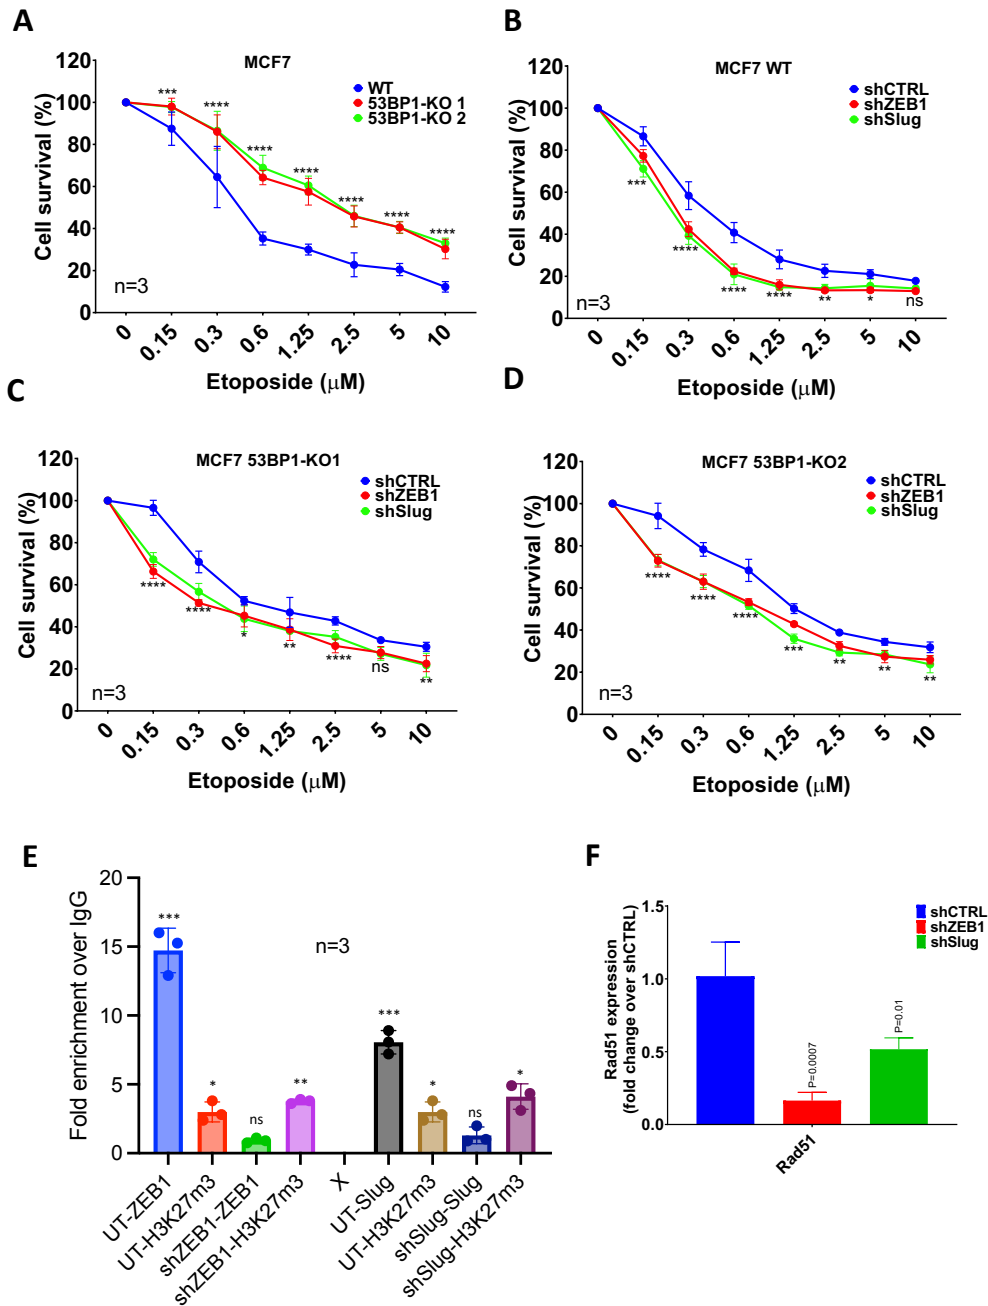 A
MCF7
WT
53BP1-KO 1
53BP1-KO 2
Cell survival (%)
120
100
80
60
40
20
0
***
****
****
****
****
****
****
n=3
0 0.15 0.3 0.6 1.25 2.5 5 10
Etoposide (μM)
B
MCF7 WT
shCTRL
shZEB1
shSlug
Cell survival (%)
120
100
80
60
40
20
0
***
****
****
****
**
*
ns
n=3
0 0.15 0.3 0.6 1.25 2.5 5 10
Etoposide (μM)
C
MCF7 53BP1-KO1
shCTRL
shZEB1
shSlug
Cell survival (%)
120
100
80
60
40
20
0
****
****
*
**
****
ns
**
n=3
0 0.15 0.3 0.6 1.25 2.5 5 10
Etoposide (μM)
D
MCF7 53BP1-KO2
shCTRL
shZEB1
shSlug
Cell survival (%)
120
100
80
60
40
20
0
****
****
****
***
**
**
**
n=3
0 0.15 0.3 0.6 1.25 2.5 5 10
Etoposide (μM)
E
Fold enrichment over IgG
20
15
10
5
0
n=3
***
*
ns
**
***
*
ns
*
UT-ZEB1
UT-H3K27m3
shZEB1-ZEB1
shZEB1-H3K27m3
X
UT-Slug
UT-H3K27m3
shSlug-Slug
shSlug-H3K27m3
F
shCTRL
shZEB1
shSlug
Rad51 expression
(fold change over shCTRL)
1.5
1.0
0.5
0.0
P=0.0007
P=0.01
Rad51